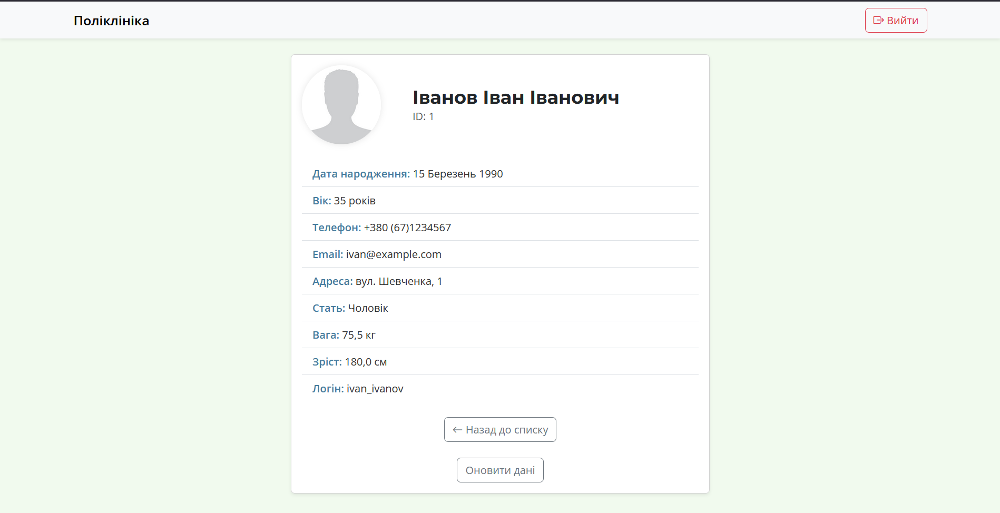 Поліклініка
Вийти
Іванов Іван Іванович
ID: 1
Дата народження: 15 Березень 1990
Вік: 35 років
Телефон: +380 (67)1234567
Email: ivan@example.com
Адреса: вул. Шевченка, 1
Стать: Чоловік
Вага: 75,5 кг
Зріст: 180,0 см
Логін: ivan_ivanov
← Назад до списку
Оновити дані